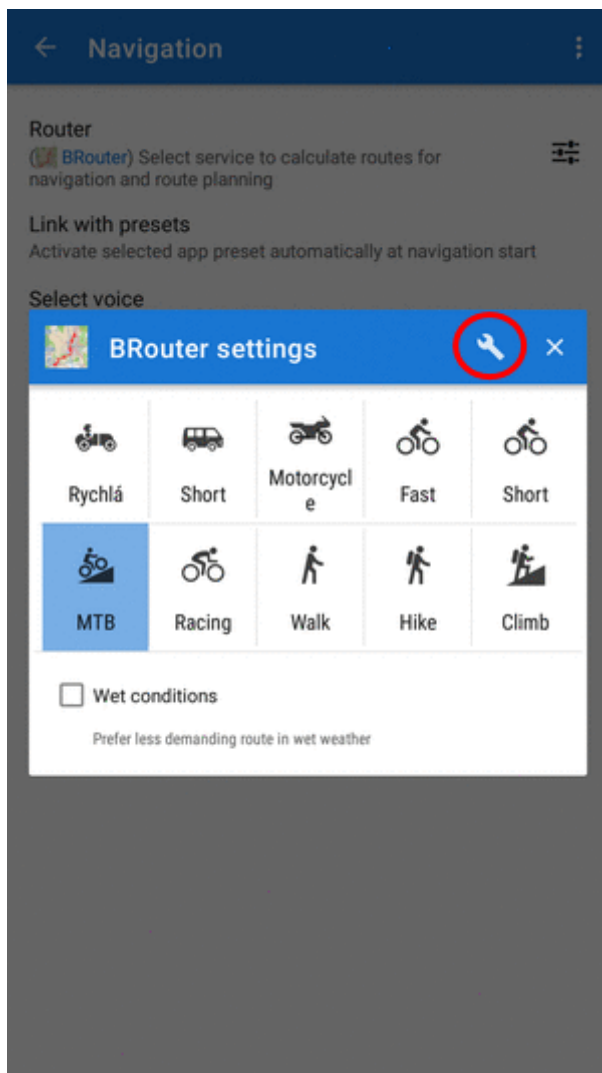 Navigation
Router
( BRouter) Select service to calculate routes for
navigation and route planning
Link with presets
Activate selected app preset automatically at navigation start
Select voice
BRouter settings
Rychlá
Short
Motorcycl
e
Fast
Short
MTB
Racing
Walk
Hike
Climb
Wet conditions
Prefer less demanding route in wet weather